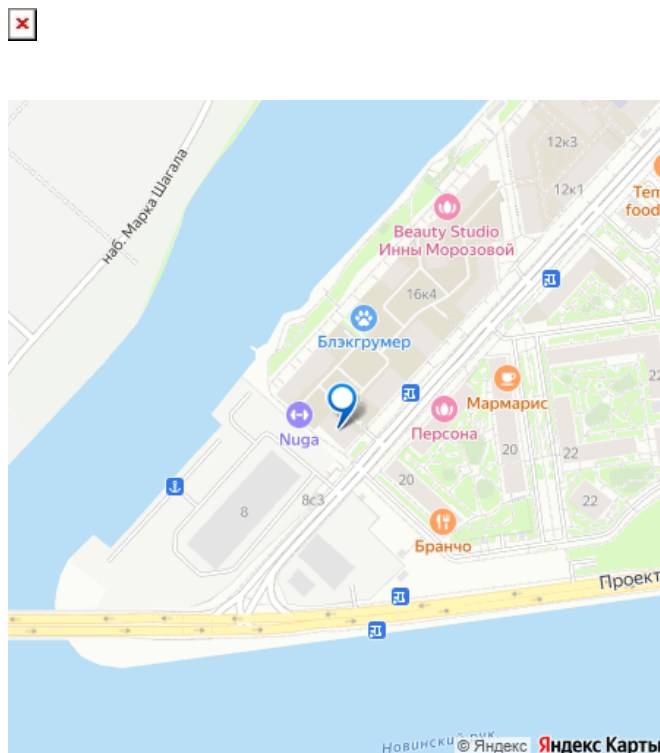 наб. Марка Шагала
12к3
12к1
Beauty Studio
Инны Морозовой
16к4
Блэкгрумер
Nuga
Мармарис
Персона
20
20
22
22
8
8с3
Бранчо
Проект
Новинский рук.
© Яндекс Яндекс Карты